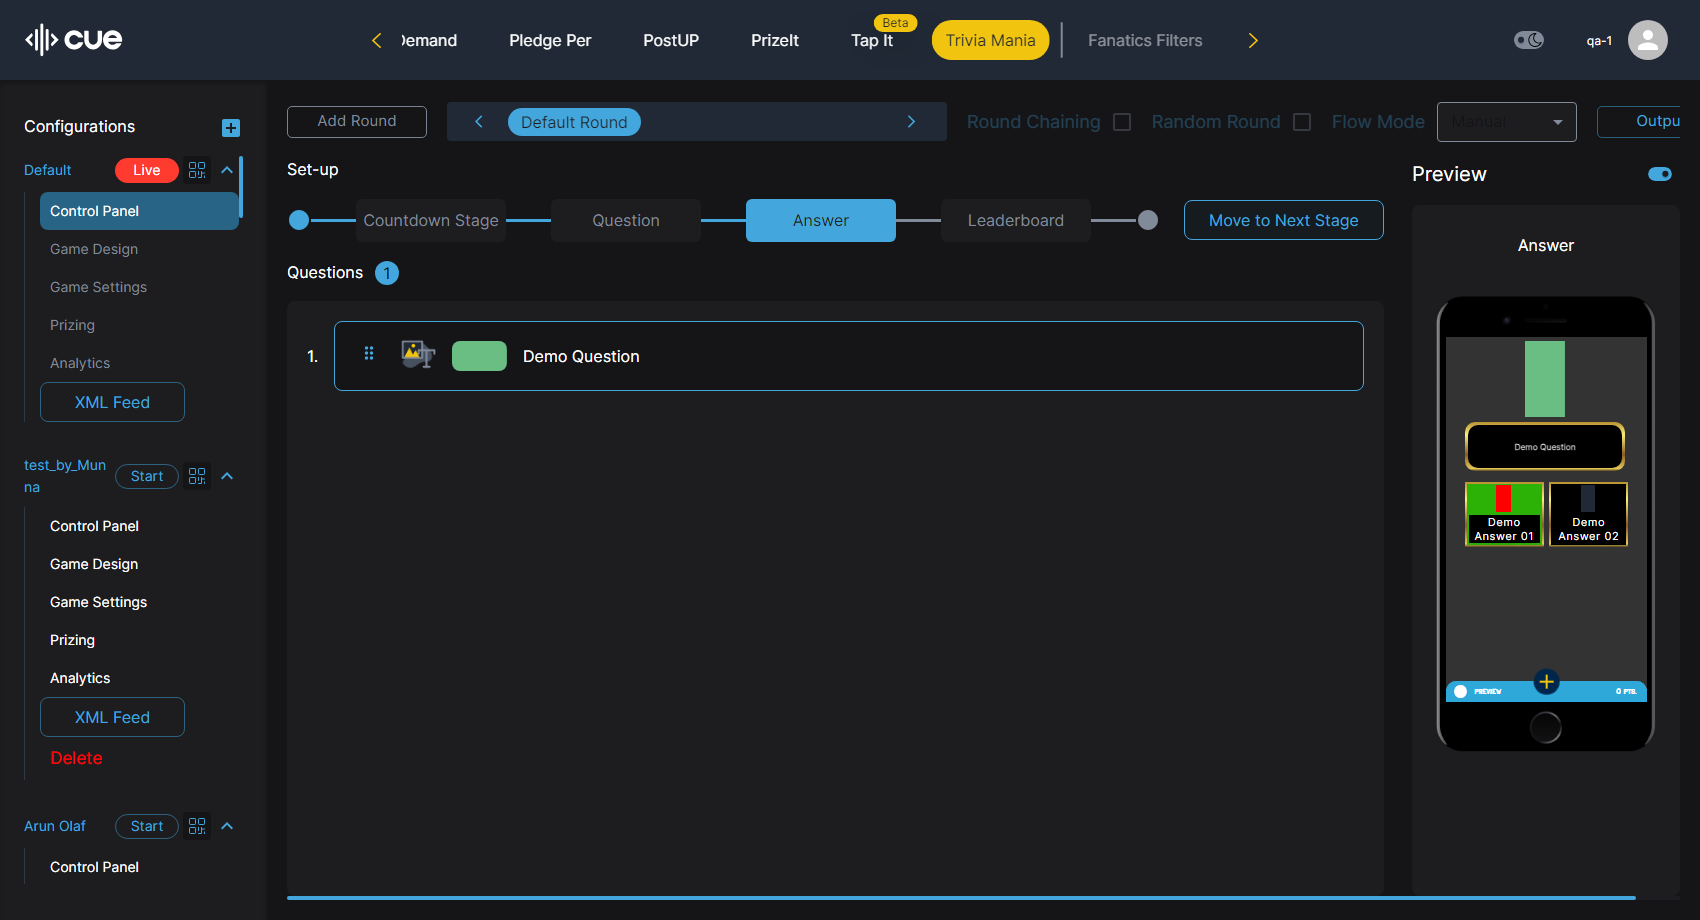 cue
Demand
Pledge Per
PostUP
PrizeIt
Tap It
Beta
Trivia Mania
Fanatics Filters
qa-1
Configurations
Default
Live
Control Panel
Game Design
Game Settings
Prizing
Analytics
XML Feed
test_by_Mun
na
Start
Control Panel
Game Design
Game Settings
Prizing
Analytics
XML Feed
Delete
Arun Olaf
Start
Control Panel
Add Round
Default Round
Round Chaining
Random Round
Flow Mode
Manual
Outpu
Set-up
Countdown Stage
Question
Answer
Leaderboard
Move to Next Stage
Questions 1
1.
Demo Question
Preview
Answer
Demo Question
Demo
Answer 01
Demo
Answer 02
PREVIEW
0 PTS.